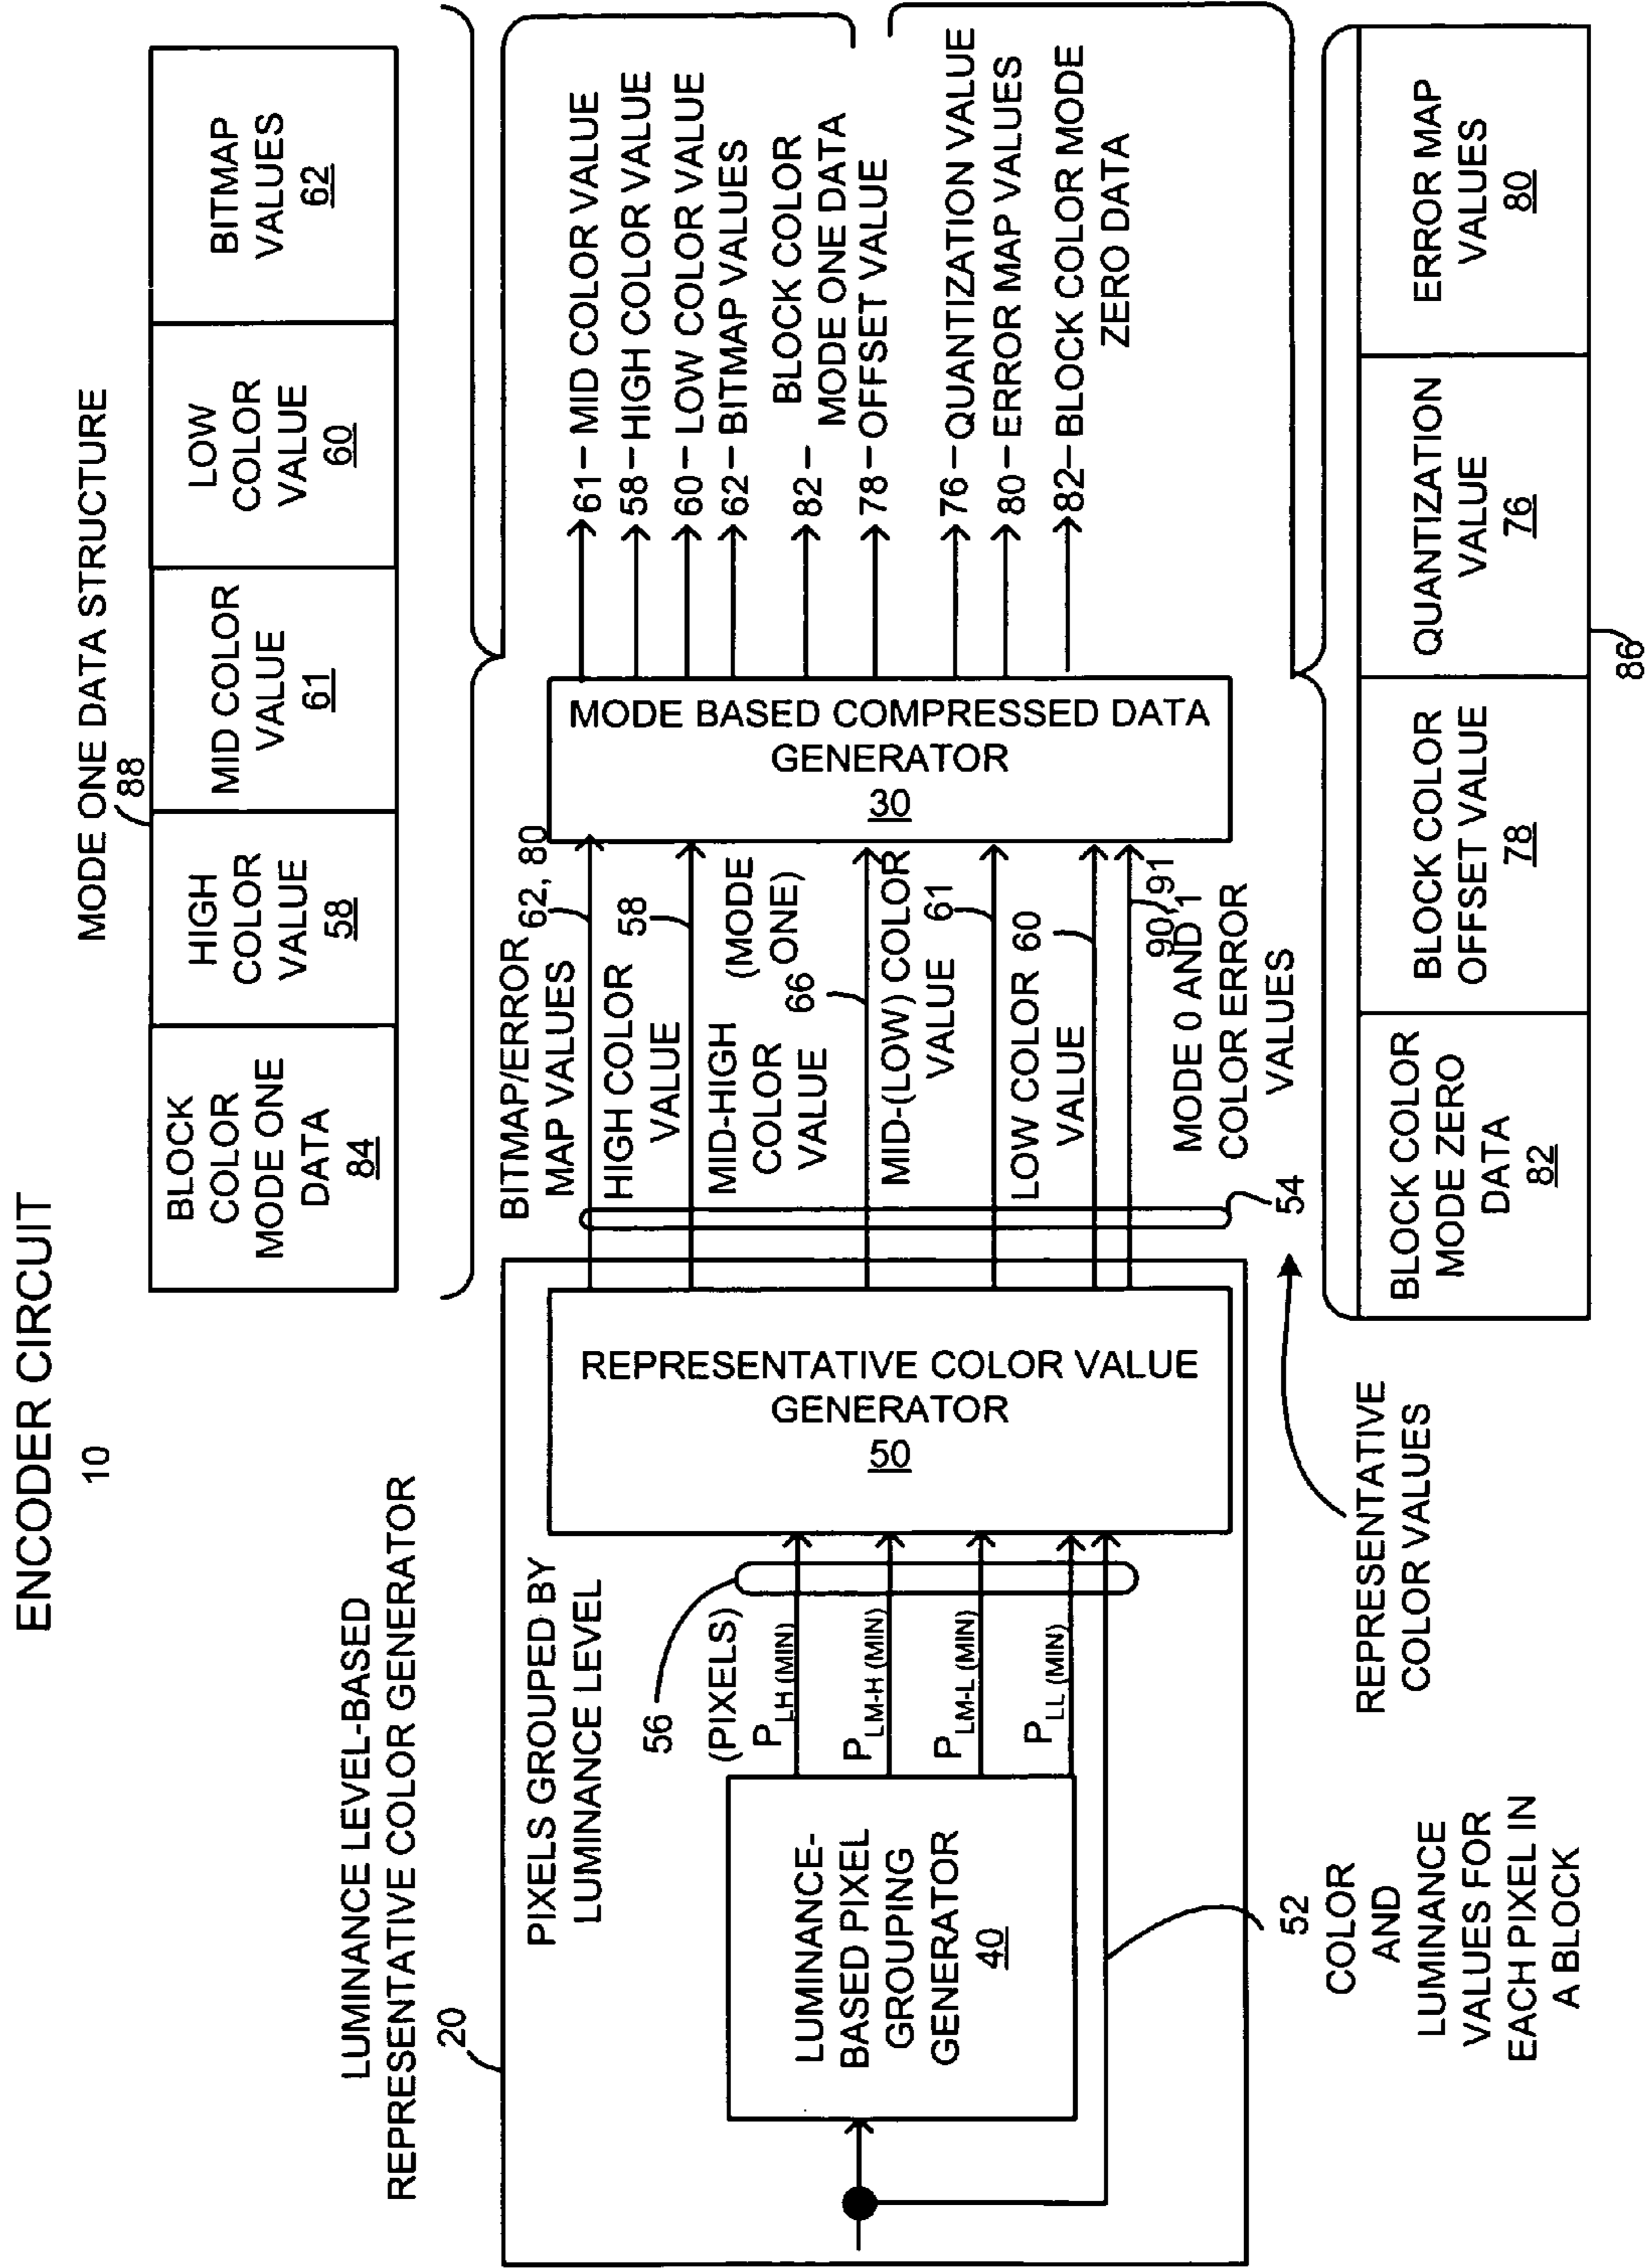 ENCODER CIRCUIT
10
MODE ONE DATA STRUCTURE
88
BLOCK
COLOR
MODE ONE
DATA
84
HIGH
COLOR
VALUE
58
MID COLOR
VALUE
61
LOW
COLOR
VALUE
60
BITMAP
VALUES
62
LUMINANCE LEVEL-BASED
REPRESENTATIVE COLOR GENERATOR
20
PIXELS GROUPED BY
LUMINANCE LEVEL
56
(PIXELS)
P LH (MIN)
P LM-H (MIN)
P LM-L (MIN)
P LL (MIN)
LUMINANCE-
BASED PIXEL
GROUPING
GENERATOR
40
52
COLOR
AND
LUMINANCE
VALUES FOR
EACH PIXEL IN
A BLOCK
REPRESENTATIVE COLOR VALUE
GENERATOR
50
BITMAP/ERROR
MAP VALUES
62, 80
HIGH COLOR
VALUE
58
MID-HIGH
COLOR
VALUE
(MODE
ONE)
66
MID-(LOW) COLOR
VALUE
61
LOW COLOR
VALUE
60
90, 91
MODE 0 AND 1
COLOR ERROR
VALUES
54
REPRESENTATIVE
COLOR VALUES
MODE BASED COMPRESSED DATA
GENERATOR
30
61 – MID COLOR VALUE
58 – HIGH COLOR VALUE
60 – LOW COLOR VALUE
62 – BITMAP VALUES
82 – BLOCK COLOR
MODE ONE DATA
78 – OFFSET VALUE
76 – QUANTIZATION VALUE
80 – ERROR MAP VALUES
82 – BLOCK COLOR MODE
ZERO DATA
BLOCK COLOR
MODE ZERO
DATA
82
BLOCK COLOR
OFFSET VALUE
78
QUANTIZATION
VALUE
76
ERROR MAP
VALUES
80
86